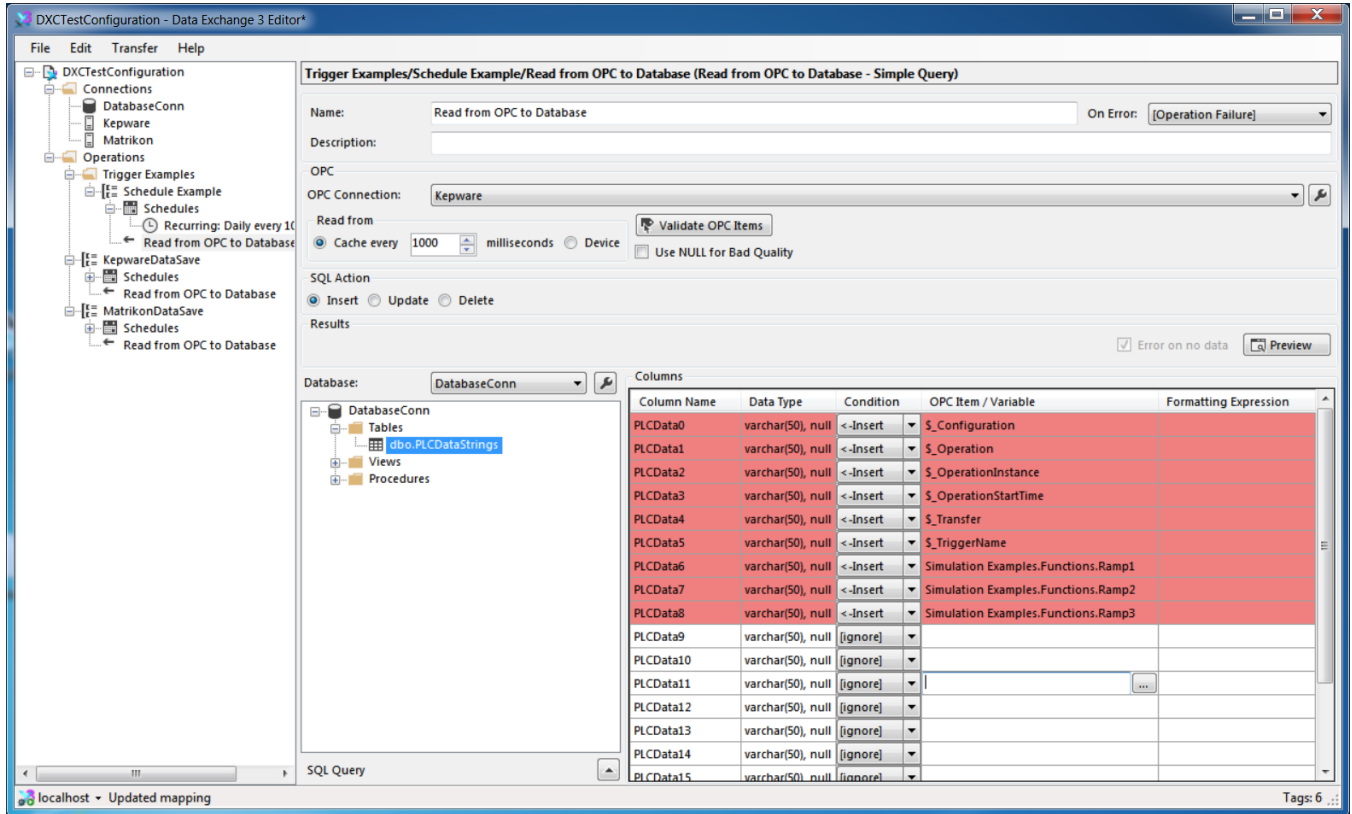 DXCTestConfiguration - Data Exchange 3 Editor*
File Edit Transfer Help
DXCTestConfiguration
Connections
DatabaseConn
Kepware
Matrikon
Operations
Trigger Examples
Schedule Example
Schedules
Recurring: Daily every 10
Read from OPC to Database
KepwareDataSave
Schedules
Read from OPC to Database
MatrikonDataSave
Schedules
Read from OPC to Database
Trigger Examples/Schedule Example/Read from OPC to Database (Read from OPC to Database - Simple Query)
Name: Read from OPC to Database On Error: [Operation Failure]
Description:
OPC
OPC Connection: Kepware
Read from
Cache every 1000 milliseconds Device
Validate OPC Items
Use NULL for Bad Quality
SQL Action
Insert Update Delete
Results
Error on no data Preview
Database: DatabaseConn
DatabaseConn
Tables
dbo.PLCDataStrings
Views
Procedures
SQL Query
Columns
Column Name Data Type Condition OPC Item / Variable Formatting Expression
PLCData0 varchar(50), null <-Insert $_Configuration
PLCData1 varchar(50), null <-Insert $_Operation
PLCData2 varchar(50), null <-Insert $_OperationInstance
PLCData3 varchar(50), null <-Insert $_OperationStartTime
PLCData4 varchar(50), null <-Insert $_Transfer
PLCData5 varchar(50), null <-Insert $_TriggerName
PLCData6 varchar(50), null <-Insert Simulation Examples.Functions.Ramp1
PLCData7 varchar(50), null <-Insert Simulation Examples.Functions.Ramp2
PLCData8 varchar(50), null <-Insert Simulation Examples.Functions.Ramp3
PLCData9 varchar(50), null [ignore]
PLCData10 varchar(50), null [ignore]
PLCData11 varchar(50), null [ignore] ...
PLCData12 varchar(50), null [ignore]
PLCData13 varchar(50), null [ignore]
PLCData14 varchar(50), null [ignore]
PLCData15 varchar(50), null [ignore]
localhost Updated mapping Tags: 6